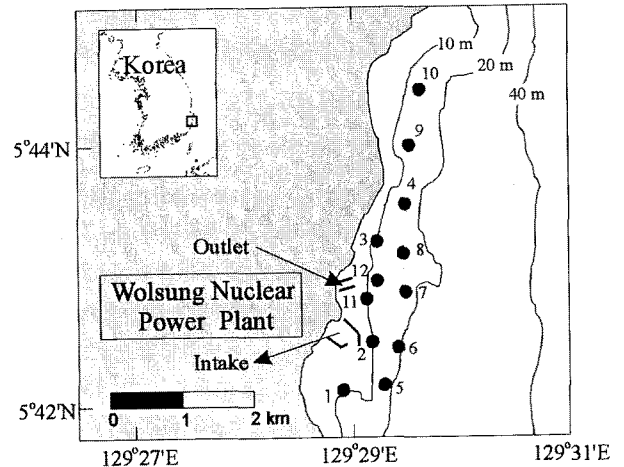 Korea
10 m
20 m
40 m
10
9
5°44'N
4
3
8
Outlet
12
7
11
Wolsung Nuclear
Power Plant
Intake
2
6
1
5
5°42'N
0 1 2 km
129°27'E 129°29'E 129°31'E